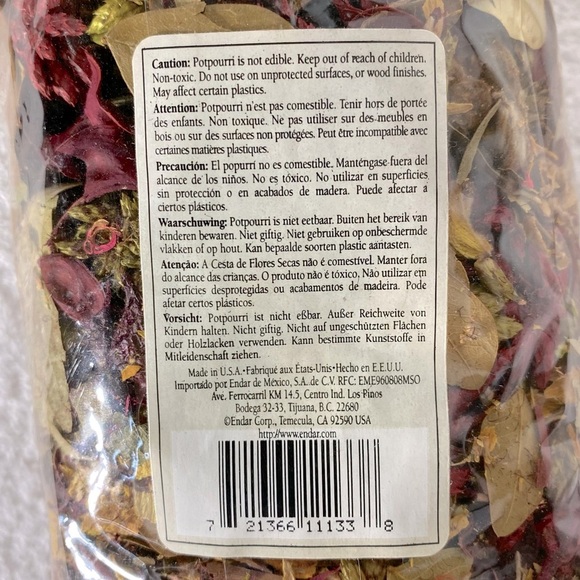 Caution: Potpourri is not edible. Keep out of reach of children.
Non-toxic. Do not use on unprotected surfaces, or wood finishes.
May affect certain plastics.
Attention: Potpourri n'est pas comestible. Tenir hors de portée
des enfants. Non toxique. Ne pas utiliser sur des meubles en
bois ou sur des surfaces non protégées. Peut être incompatible avec
certaines matières plastiques.
Precaución: El popurrí no es comestible. Manténgase fuera del
alcance de los niños. No es tóxico. No utilizar en superficies
sin protección o en acabados de madera. Puede afectar a
ciertos plásticos.
Waarschuwing: Potpourri is niet eetbaar. Buiten het bereik van
kinderen bewaren. Niet giftig. Niet gebruiken op onbeschermde
vlakken of op hout. Kan bepaalde soorten plastic aantasten.
Atenção: A Cesta de Flores Secas não é comestível. Manter fora
do alcance das crianças. O produto não é tóxico. Não utilizar em
superficies desprotegidas ou acabamentos de madeira. Pode
afetar certos plásticos.
Vorsicht: Potpourri ist nicht eßbar. Außer Reichweite von
Kindern halten. Nicht giftig. Nicht auf ungeschützten Flächen
oder Holzlacken verwenden. Kann bestimmte Kunststoffe in
Mitleidenschaft ziehen.
Made in U.S.A.•Fabriqué aux États-Unis•Hecho en E.E.U.U.
Importado por Endar de México, S.A. de C.V. RFC: EME960808MSO
Ave. Ferrocarril KM 14.5, Centro Ind. Los Pinos
Bodega 32-33, Tijuana, B.C. 22680
©Endar Corp., Temecula, CA 92590 USA
http://www.endar.com
7 21366 11133 8